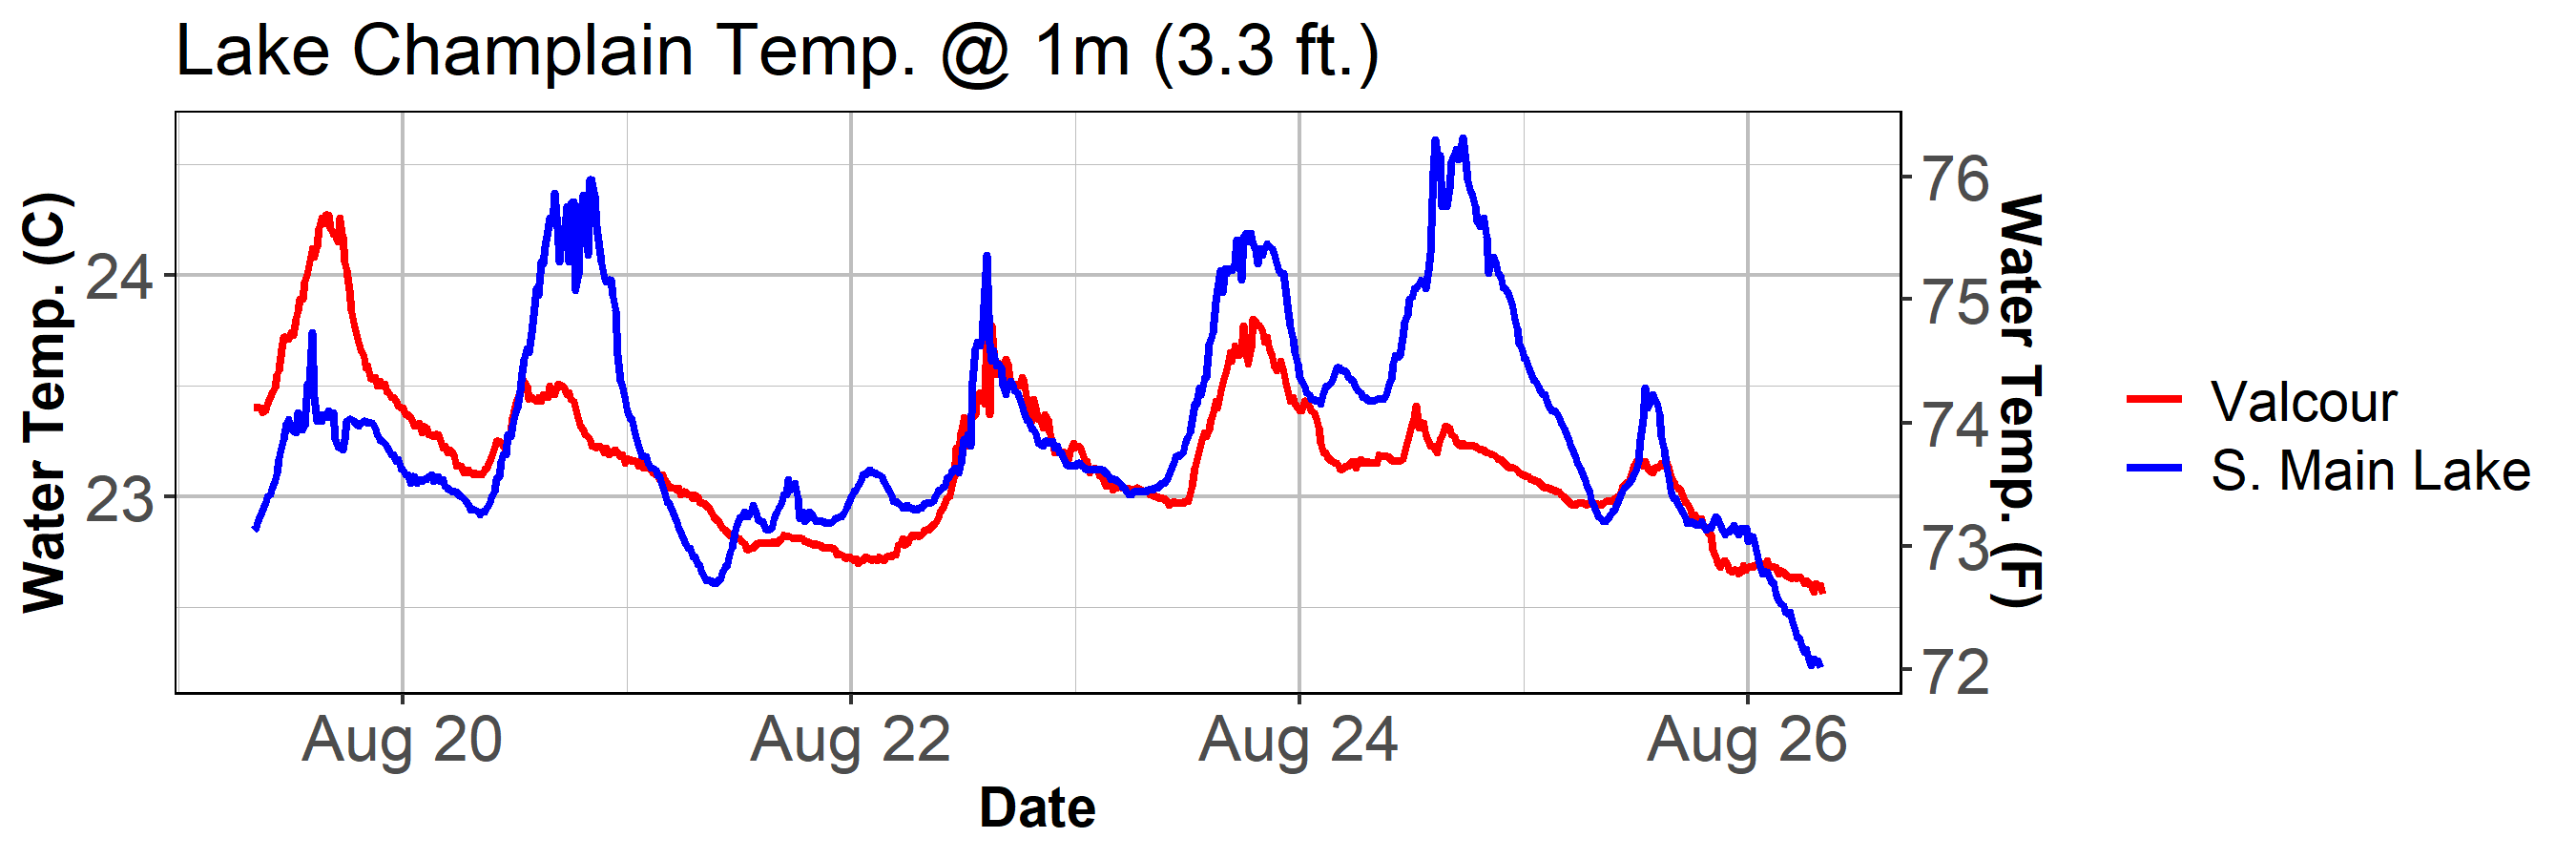 Lake Champlain Temp. @ 1m (3.3 ft.)
Water Temp. (C)
24
23
76
75
74
73
72
Water Temp. (F)
Valcour
S. Main Lake
Aug 20 Aug 22 Aug 24 Aug 26
Date